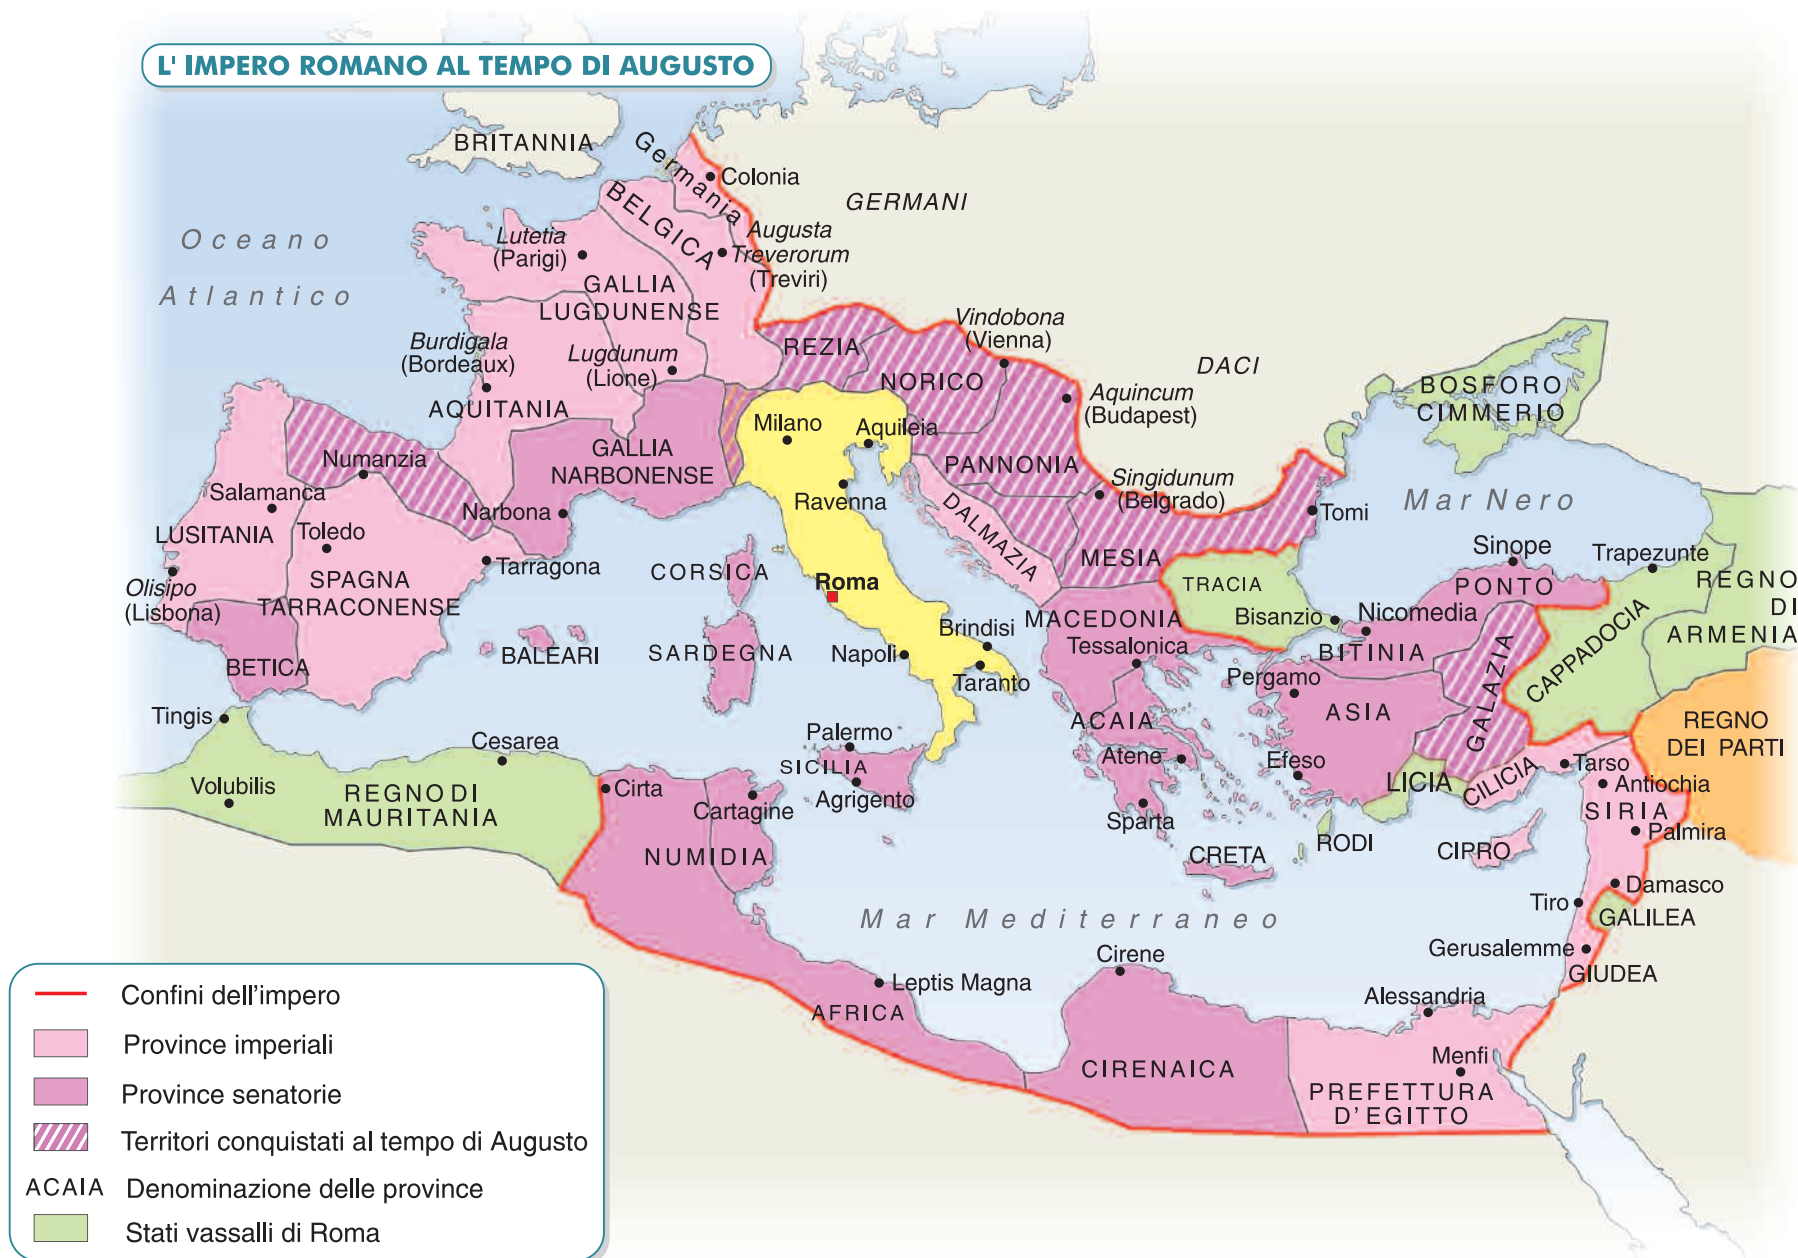 L' IMPERO ROMANO AL TEMPO DI AUGUSTO
BRITANNIA
Germania
Colonia
GERMANI
BELGICA
Oceano
Atlantico
Lutetia
(Parigi)
Augusta
Treverorum
(Treviri)
GALLIA
LUGDUNENSE
Burdigala
(Bordeaux)
Lugdunum
(Lione)
AQUITANIA
REZIA
NORICO
Vindobona
(Vienna)
DACI
Aquincum
(Budapest)
BOSFORO
CIMMERIO
Milano
Aquileia
GALLIA
NARBONENSE
PANNONIA
Singidunum
(Belgrado)
Ravenna
DALMAZIA
MESIA
Tomi
Mar Nero
Numanzia
Salamanca
Narbona
LUSITANIA
Toledo
Tarragona
SPAGNA
TARRACONENSE
Olisipo
(Lisbona)
BETICA
CORSICA
Roma
SARDEGNA
BALEARI
Napoli
Brindisi
Taranto
MACEDONIA
Tessalonica
TRACIA
Bisanzio
Nicomedia
BITINIA
Sinope
PONTO
Trapezunte
REGNO
DI
ARMENIA
CAPPADOCIA
GALAZIA
Pergamo
ASIA
Efeso
ACAIA
Atene
Sparta
REGNO
DEI PARTI
Tingis
Volubilis
Cesarea
REGNO DI
MAURITANIA
Cirta
Cartagine
NUMIDIA
Palermo
SICILIA
Agrigento
LICIA
CILICIA
Tarso
Antiochia
SIRIA
Palmira
RODI
CRETA
CIPRO
Damasco
Tiro
GALILEA
Gerusalemme
GIUDEA
Mar Mediterraneo
Cirene
Leptis Magna
AFRICA
CIRENAICA
Alessandria
Menfi
PREFETTURA
D'EGITTO
Confini dell'impero
Province imperiali
Province senatorie
Territori conquistati al tempo di Augusto
ACAIA Denominazione delle province
Stati vassalli di Roma